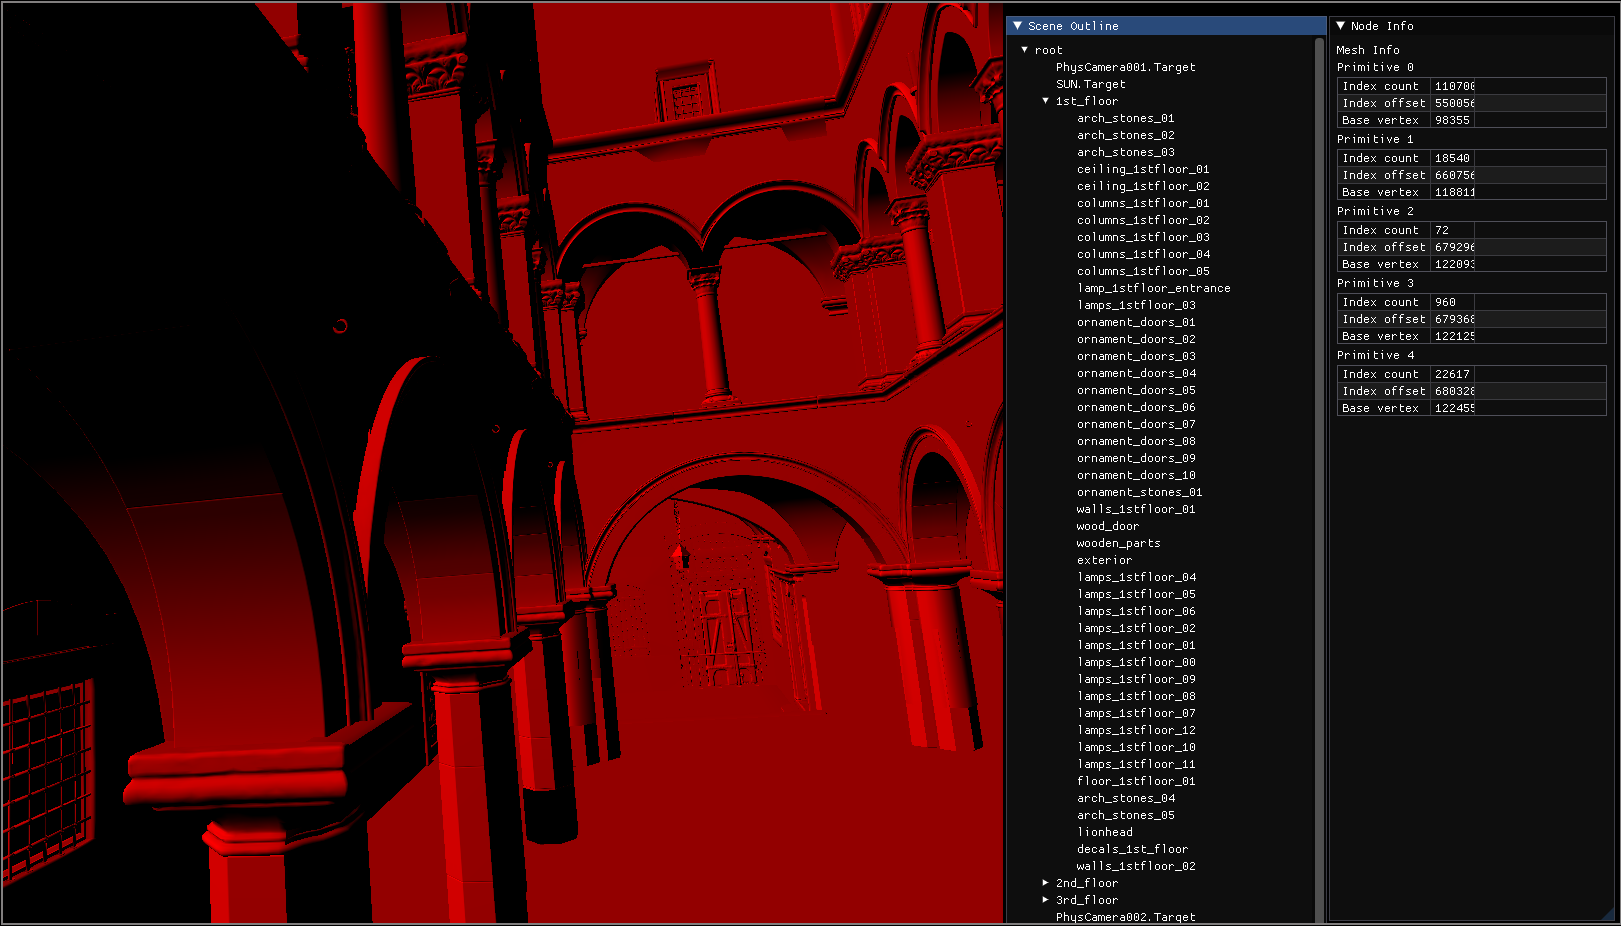 Scene Outline
root
PhysCamera001.Target
SUN.Target
1st_floor
arch_stones_01
arch_stones_02
arch_stones_03
ceiling_1stfloor_01
ceiling_1stfloor_02
columns_1stfloor_01
columns_1stfloor_02
columns_1stfloor_03
columns_1stfloor_04
columns_1stfloor_05
lamp_1stfloor_entrance
lamps_1stfloor_03
ornament_doors_01
ornament_doors_02
ornament_doors_03
ornament_doors_04
ornament_doors_05
ornament_doors_06
ornament_doors_07
ornament_doors_08
ornament_doors_09
ornament_doors_10
ornament_stones_01
walls_1stfloor_01
wood_door
wooden_parts
exterior
lamps_1stfloor_04
lamps_1stfloor_05
lamps_1stfloor_06
lamps_1stfloor_02
lamps_1stfloor_01
lamps_1stfloor_00
lamps_1stfloor_09
lamps_1stfloor_08
lamps_1stfloor_07
lamps_1stfloor_12
lamps_1stfloor_10
lamps_1stfloor_11
floor_1stfloor_01
arch_stones_04
arch_stones_05
lionhead
decals_1st_floor
walls_1stfloor_02
2nd_floor
3rd_floor
PhysCamera002.Target
Node Info
Mesh Info
Primitive 0
Index count 110700
Index offset 550056
Base vertex 98355
Primitive 1
Index count 18540
Index offset 660756
Base vertex 118811
Primitive 2
Index count 72
Index offset 679296
Base vertex 122093
Primitive 3
Index count 960
Index offset 679368
Base vertex 122125
Primitive 4
Index count 22617
Index offset 680328
Base vertex 122455